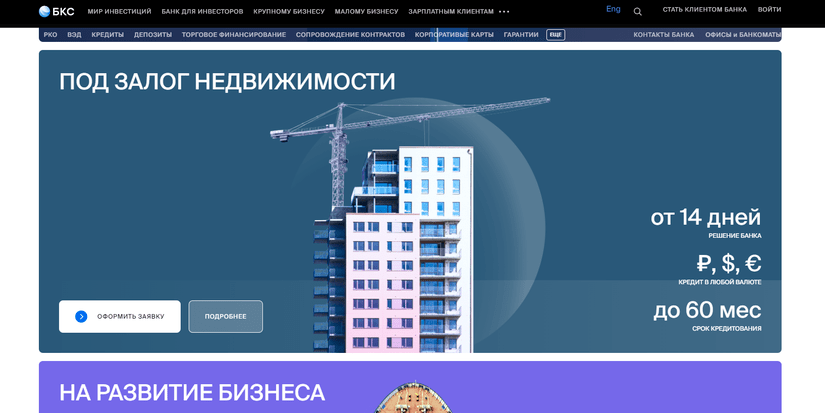 БКС МИР ИНВЕСТИЦИЙ БАНК ДЛЯ ИНВЕСТОРОВ КРУПНОМУ БИЗНЕСУ МАЛОМУ БИЗНЕСУ ЗАРПЛАТНЫМ КЛИЕНТАМ ••• Eng СТАТЬ КЛИЕНТОМ БАНКА ВОЙТИ
РКО ВЭД КРЕДИТЫ ДЕПОЗИТЫ ТОРГОВОЕ ФИНАНСИРОВАНИЕ СОПРОВОЖДЕНИЕ КОНТРАКТОВ КОРПОРАТИВНЫЕ КАРТЫ ГАРАНТИИ ЕЩЕ КОНТАКТЫ БАНКА ОФИСЫ и БАНКОМАТЫ
ПОД ЗАЛОГ НЕДВИЖИМОСТИ
от 14 дней
РЕШЕНИЕ БАНКА
₽, $, €
КРЕДИТ В ЛЮБОЙ ВАЛЮТЕ
до 60 мес
СРОК КРЕДИТОВАНИЯ
ОФОРМИТЬ ЗАЯВКУ ПОДРОБНЕЕ
НА РАЗВИТИЕ БИЗНЕСА